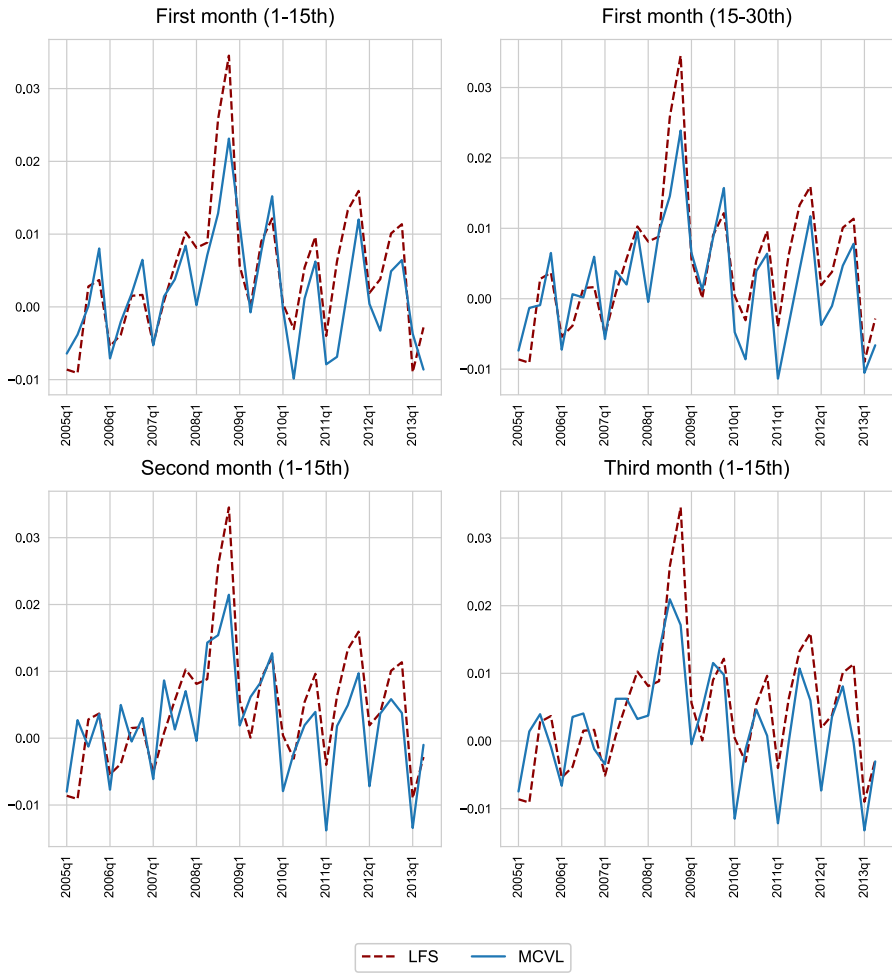 First month (1-15th)
First month (15-30th)
0.03
0.02
0.01
0.00
−0.01
2005q1
2006q1
2007q1
2008q1
2009q1
2010q1
2011q1
2012q1
2013q1
0.03
0.02
0.01
0.00
−0.01
2005q1
2006q1
2007q1
2008q1
2009q1
2010q1
2011q1
2012q1
2013q1
Second month (1-15th)
Third month (1-15th)
0.03
0.02
0.01
0.00
−0.01
2005q1
2006q1
2007q1
2008q1
2009q1
2010q1
2011q1
2012q1
2013q1
0.03
0.02
0.01
0.00
−0.01
2005q1
2006q1
2007q1
2008q1
2009q1
2010q1
2011q1
2012q1
2013q1
LFS MCVL